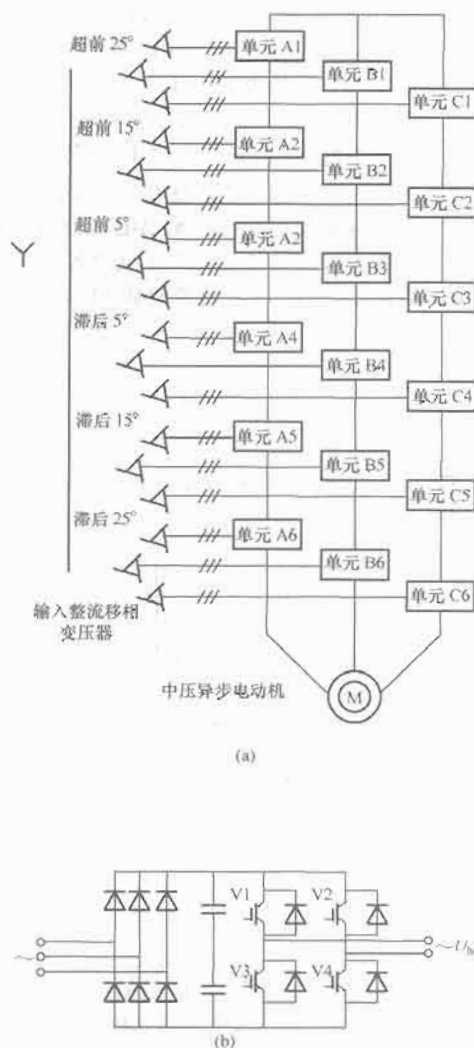 超前 25°
单元 A1
单元 B1
单元 C1
超前 15°
单元 A2
单元 B2
单元 C2
超前 5°
单元 A2
单元 B3
单元 C3
滞后 5°
单元 A4
单元 B4
单元 C4
滞后 15°
单元 A5
单元 B5
单元 C5
滞后 25°
单元 A6
单元 B6
单元 C6
输入整流移相
变压器
中压异步电动机
M
(a)
V1
V2
~
~U
V3
V4
(b)